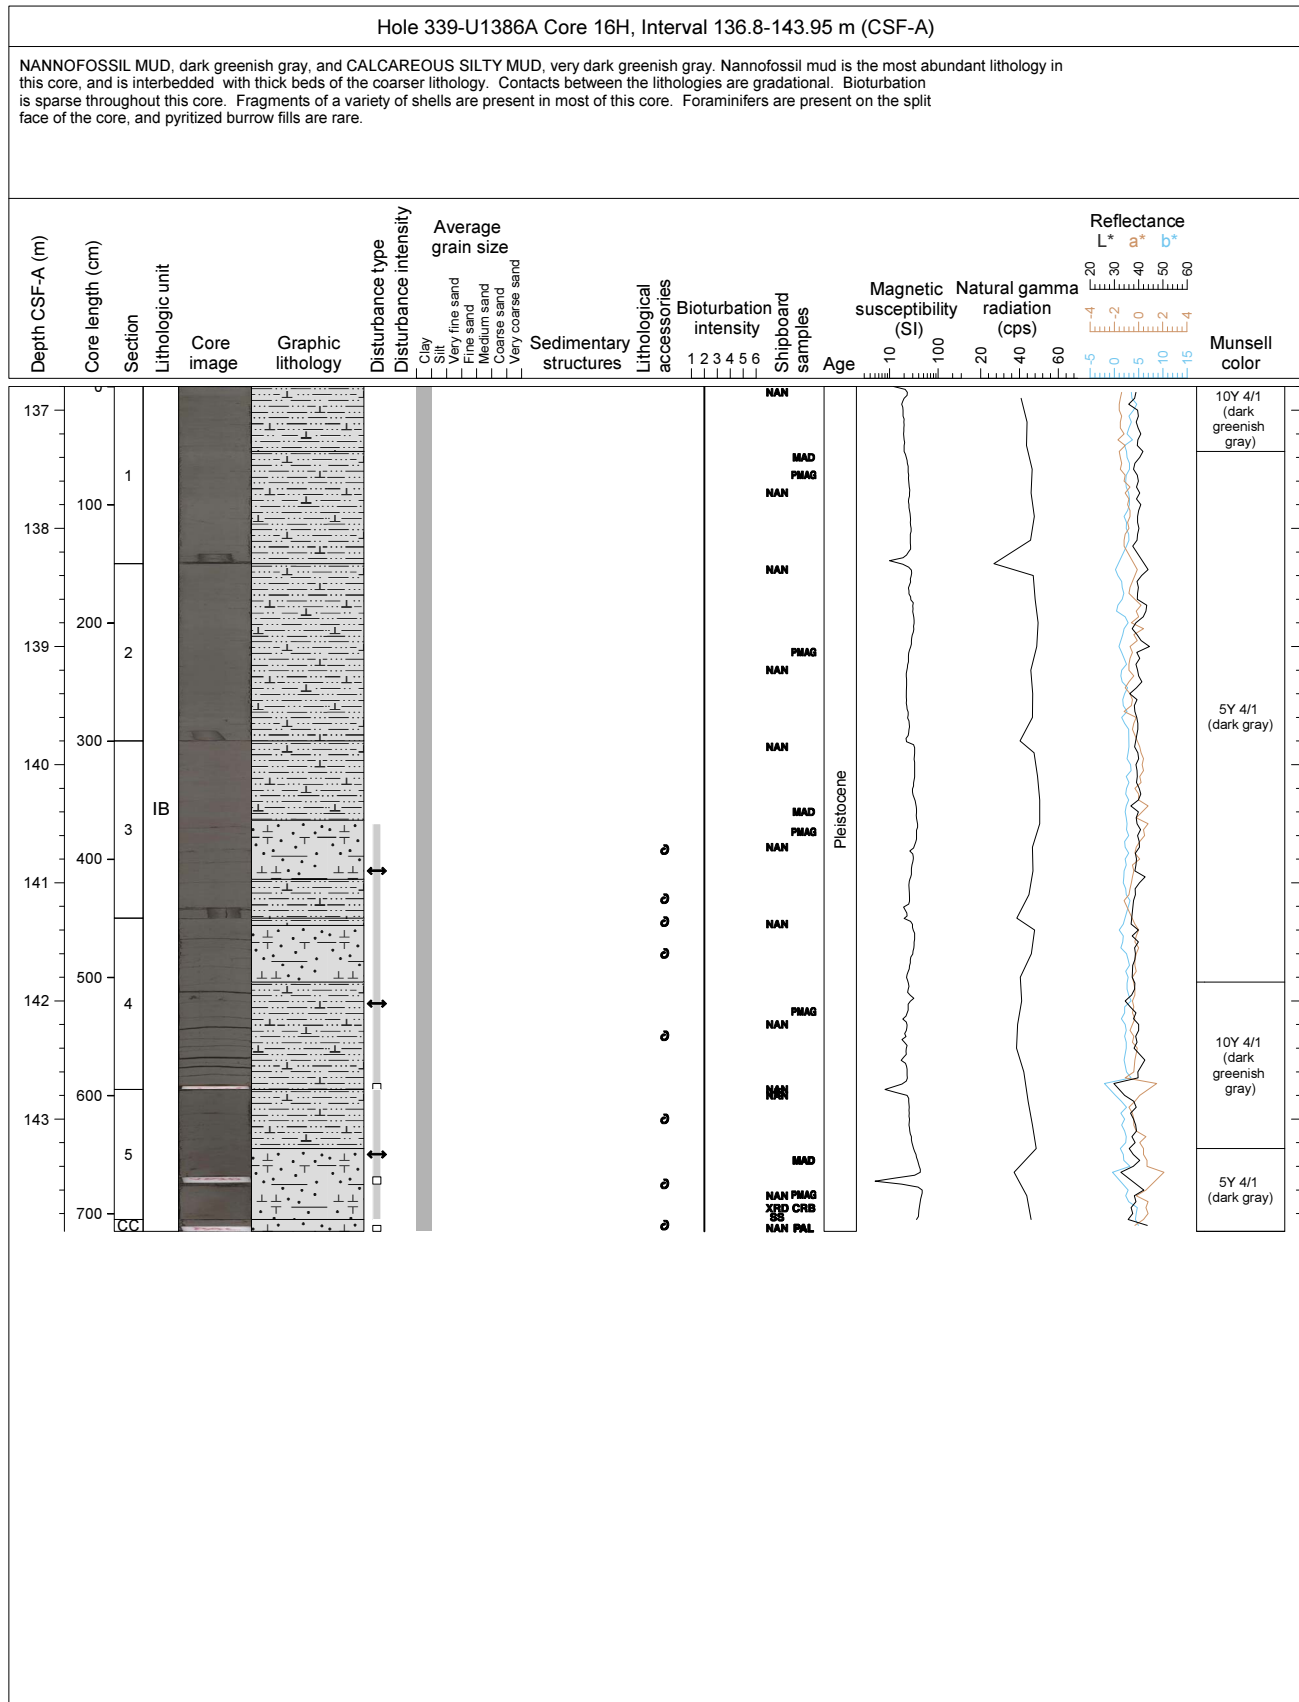 Hole 339-U1386A Core 16H, Interval 136.8-143.95 m (CSF-A)
NANNOFOSSIL MUD, dark greenish gray, and CALCAREOUS SILTY MUD, very dark greenish gray. Nannofossil mud is the most abundant lithology in
this core, and is interbedded with thick beds of the coarser lithology. Contacts between the lithologies are gradational. Bioturbation
is sparse throughout this core. Fragments of a variety of shells are present in most of this core. Foraminifers are present on the split
face of the core, and pyritized burrow fills are rare.
Depth CSF-A (m)
Core length (cm)
Section
Lithologic unit
Core
image
Graphic
lithology
Disturbance type
Disturbance intensity
Average
grain size
Clay
Silt
Very fine sand
Fine sand
Medium sand
Coarse sand
Very coarse sand
Sedimentary
structures
Lithological
accessories
Bioturbation
intensity
1 2 3 4 5 6
Shipboard
samples
Age
Magnetic
susceptibility
(SI)
10 100
Natural gamma
radiation
(cps)
20 40 60
Reflectance
L* a* b*
20 30 40 50 60
-4 -2 0 2 4
-5 0 5 10 15
Munsell
color
137
138
139
140
141
142
143
0
100
200
300
400
500
600
700
1
2
3
4
5
CC
IB
NAN
MAD
PMAG
NAN
NAN
PMAG
NAN
NAN
MAD
PMAG
NAN
NAN
PMAG
NAN
NAN
NAN
MAD
NAN PMAG
XRD CRB
SS
NAN PAL
Pleistocene
10Y 4/1
(dark
greenish
gray)
5Y 4/1
(dark gray)
10Y 4/1
(dark
greenish
gray)
5Y 4/1
(dark gray)